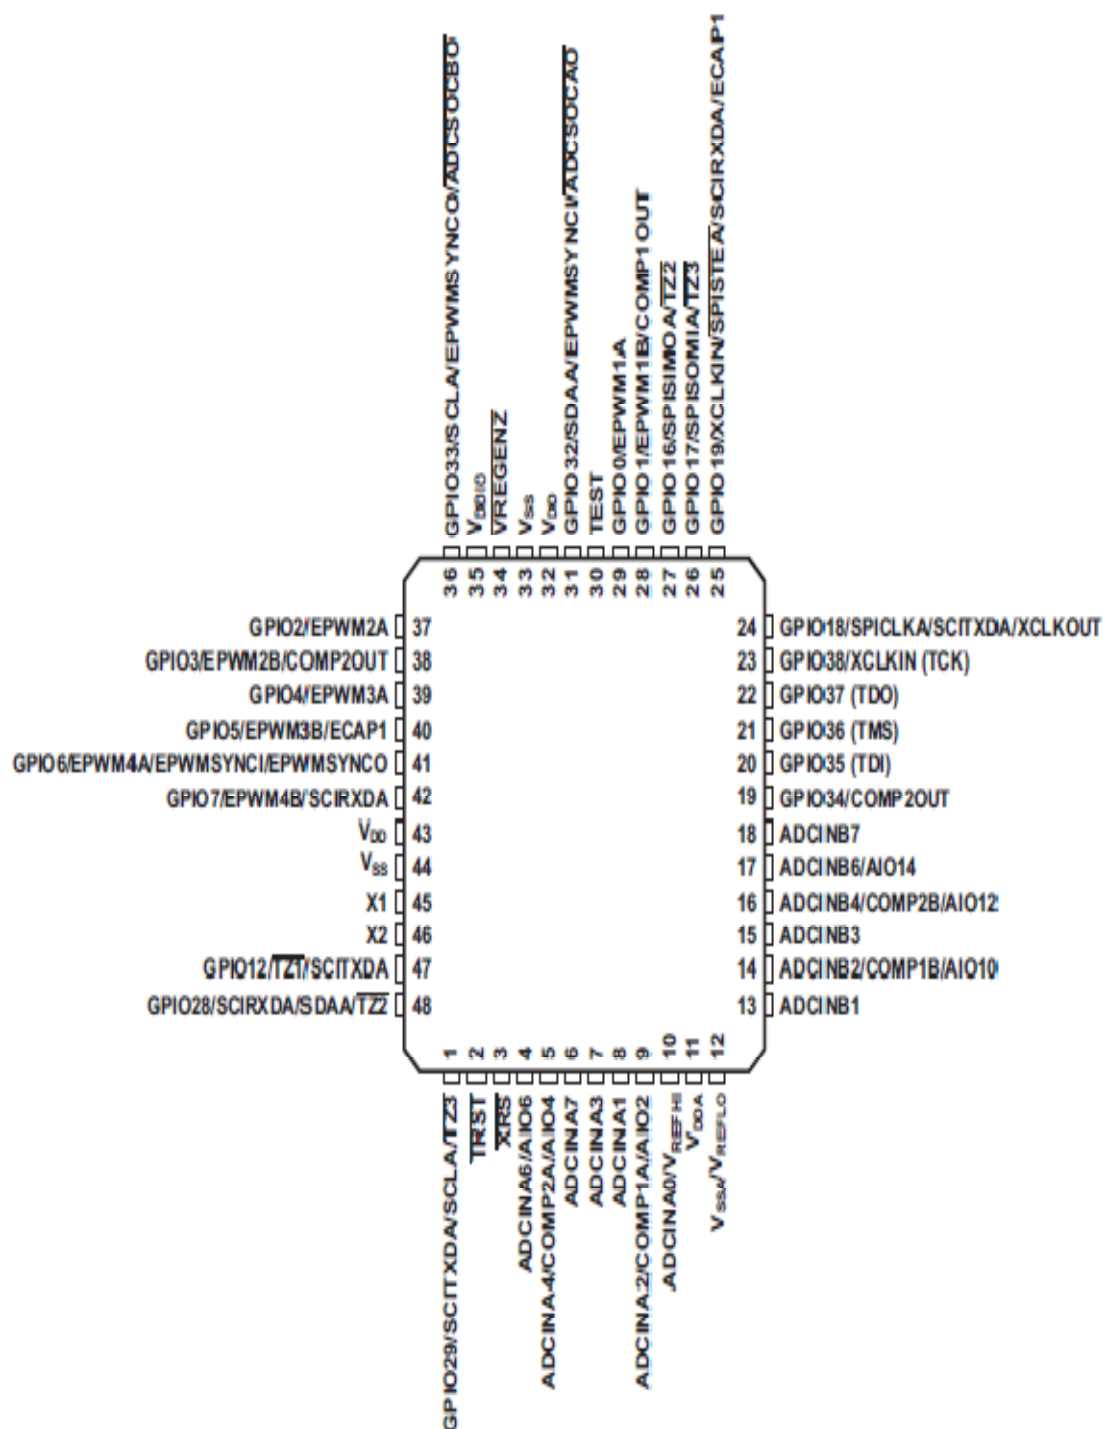 GPIO33/SCLA/EPWMSYNCO/ADCSOCBO
VDDIO
VREGENZ
VSS
VDD
GPIO32/SDAA/EPWMSYNCI/ADCSOCAO
TEST
GPIO0/EPWM1A
GPIO1/EPWM1B/COMP1OUT
GPIO16/SPISIMOA/TZ2
GPIO17/SPISOMIA/TZ3
GPIO19/XCLKIN/SPISTEA/SCIRXDA/ECAP1
36 35 34 33 32 31 30 29 28 27 26 25
GPIO2/EPWM2A 37
GPIO3/EPWM2B/COMP2OUT 38
GPIO4/EPWM3A 39
GPIO5/EPWM3B/ECAP1 40
GPIO6/EPWM4A/EPWMSYNCI/EPWMSYNCO 41
GPIO7/EPWM4B/SCIRXDA 42
VDD 43
VSS 44
X1 45
X2 46
GPIO12/TZ1/SCITXDA 47
GPIO28/SCIRXDA/SDAA/TZ2 48
24 GPIO18/SPICLKA/SCITXDA/XCLKOUT
23 GPIO38/XCLKIN (TCK)
22 GPIO37 (TDO)
21 GPIO36 (TMS)
20 GPIO35 (TDI)
19 GPIO34/COMP2OUT
18 ADCINB7
17 ADCINB6/AIO14
16 ADCINB4/COMP2B/AIO12
15 ADCINB3
14 ADCINB2/COMP1B/AIO10
13 ADCINB1
1 2 3 4 5 6 7 8 9 10 11 12
GPIO29/SCITXDA/SCLA/TZ3
TRST
XRS
ADCINA6/AIO6
ADCINA4/COMP2A/AIO4
ADCINA7
ADCINA3
ADCINA1
ADCINA2/COMP1A/AIO2
ADCINA0/VREFHI
VDDA
VSSA/VREFLO